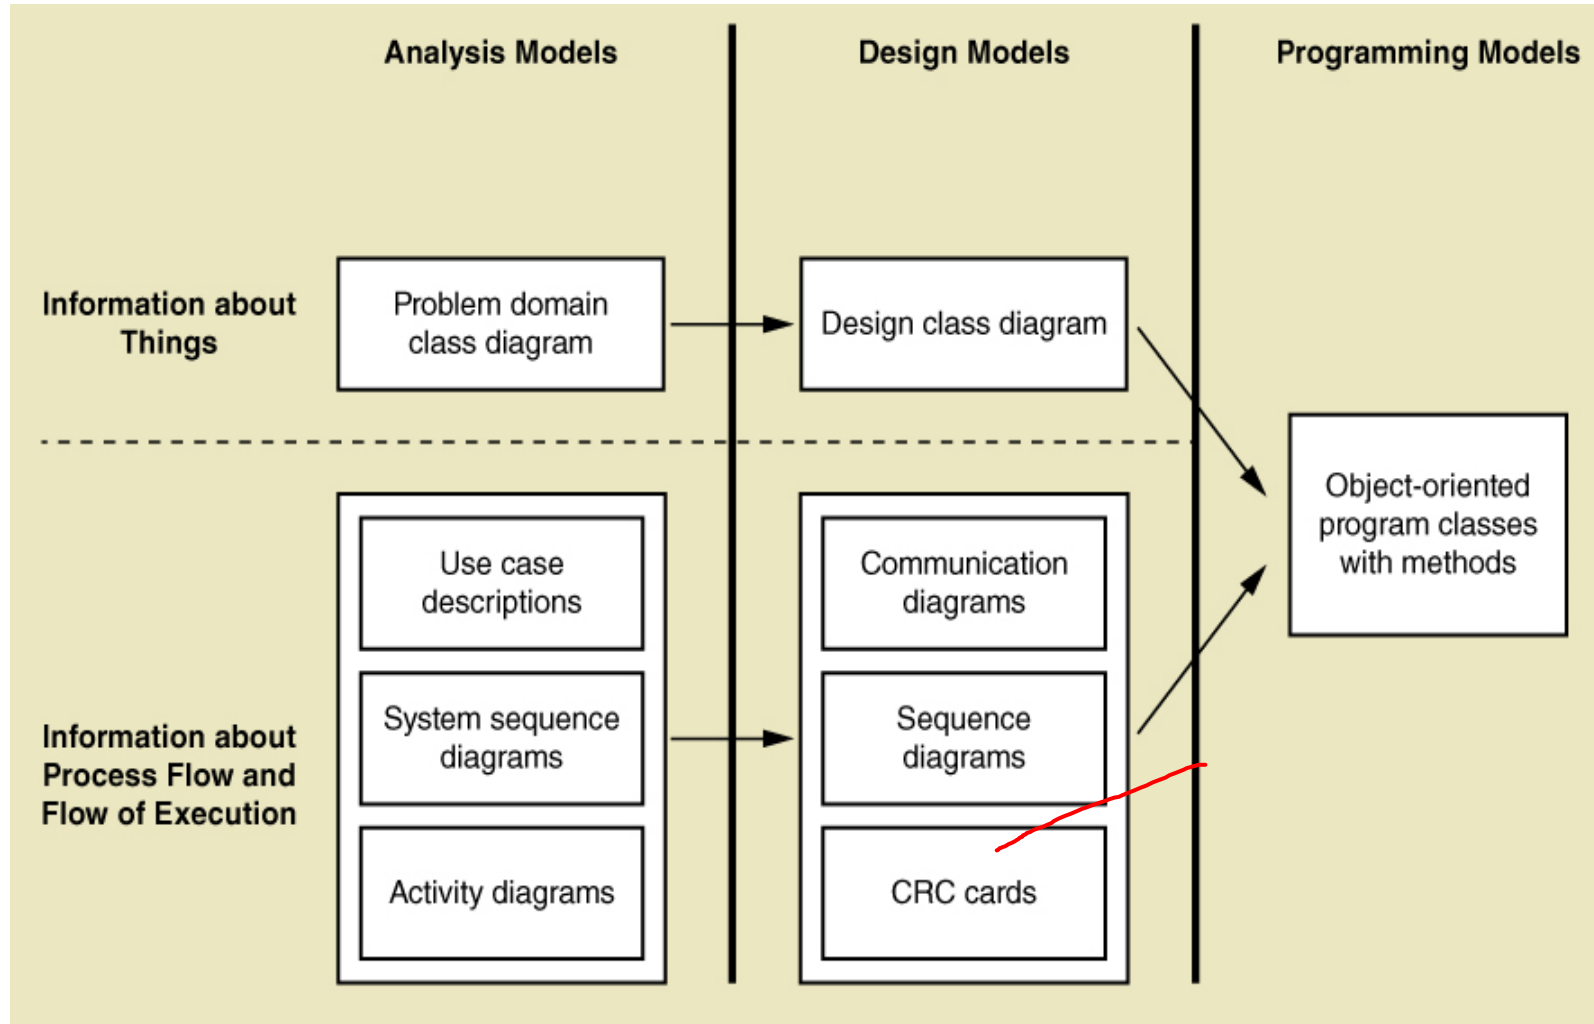 Analysis Models
Design Models
Programming Models
Information about
Things
Problem domain
class diagram
Design class diagram
Object-oriented
program classes
with methods
Information about
Process Flow and
Flow of Execution
Use case
descriptions
System sequence
diagrams
Activity diagrams
Communication
diagrams
Sequence
diagrams
CRC cards